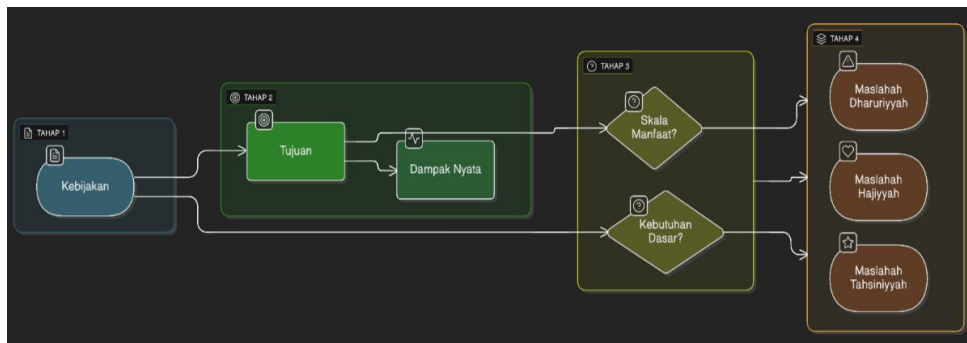 TAHAP 1
Kebijakan
TAHAP 2
Tujuan
Dampak Nyata
TAHAP 3
Skala
Manfaat?
Kebutuhan
Dasar?
TAHAP 4
Maslahah
Dharuriyyah
Maslahah
Hajiyyah
Maslahah
Tahsiniyyah